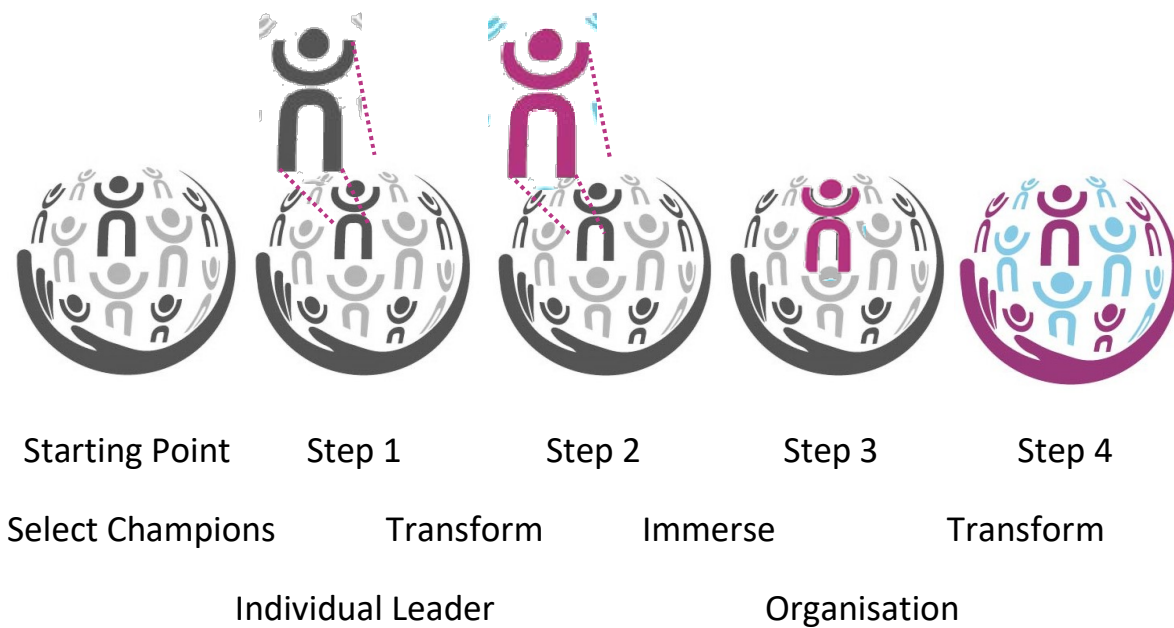 Starting Point Step 1 Step 2 Step 3 Step 4
Select Champions Transform Immerse Transform
Individual Leader Organisation